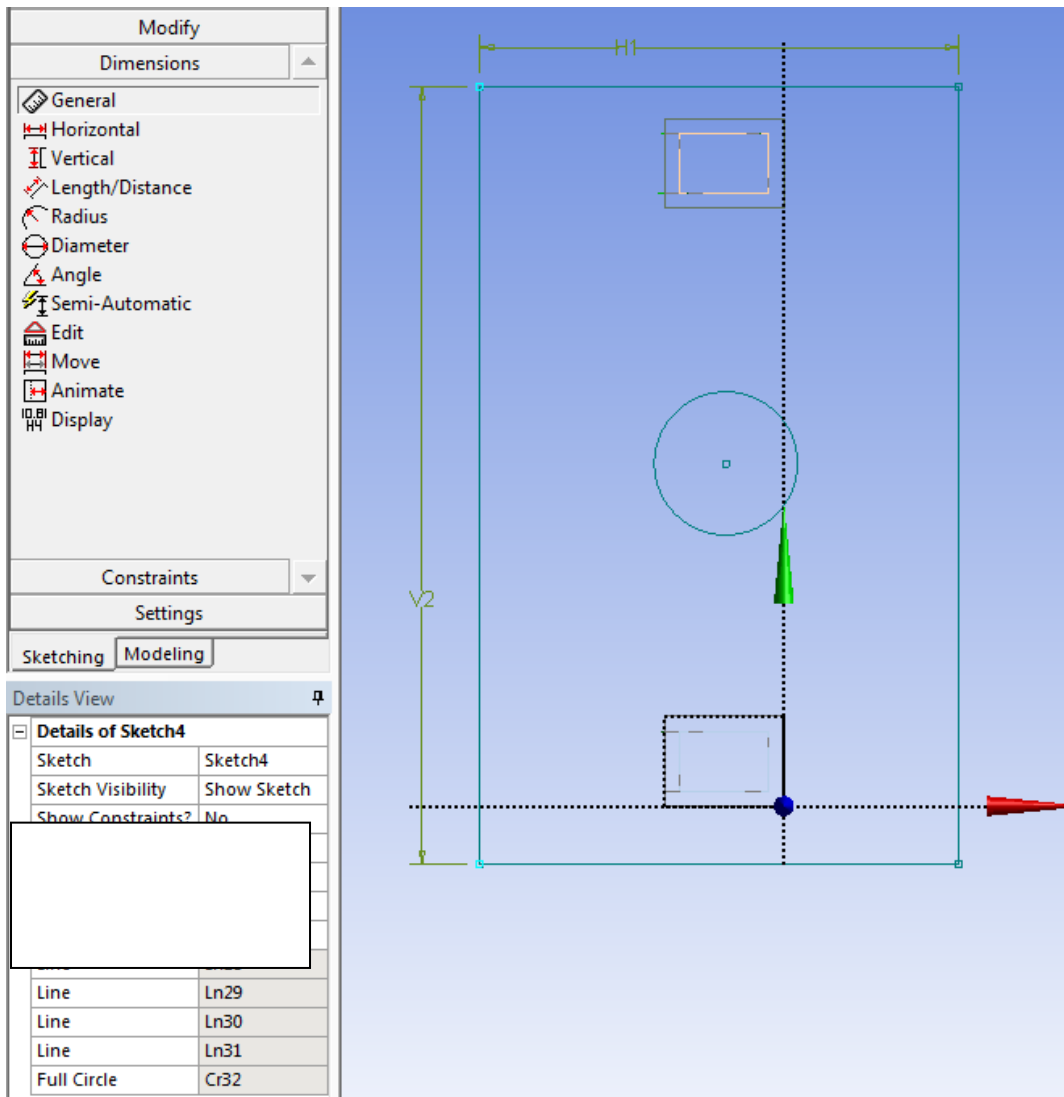 Modify
Dimensions
General
Horizontal
Vertical
Length/Distance
Radius
Diameter
Angle
Semi-Automatic
Edit
Move
Animate
Display
Constraints
Settings
Sketching Modeling
Details View
Details of Sketch4
Sketch Sketch4
Sketch Visibility Show Sketch
Show Constraints? No
Line Ln29
Line Ln30
Line Ln31
Full Circle Cr32
H1
V2